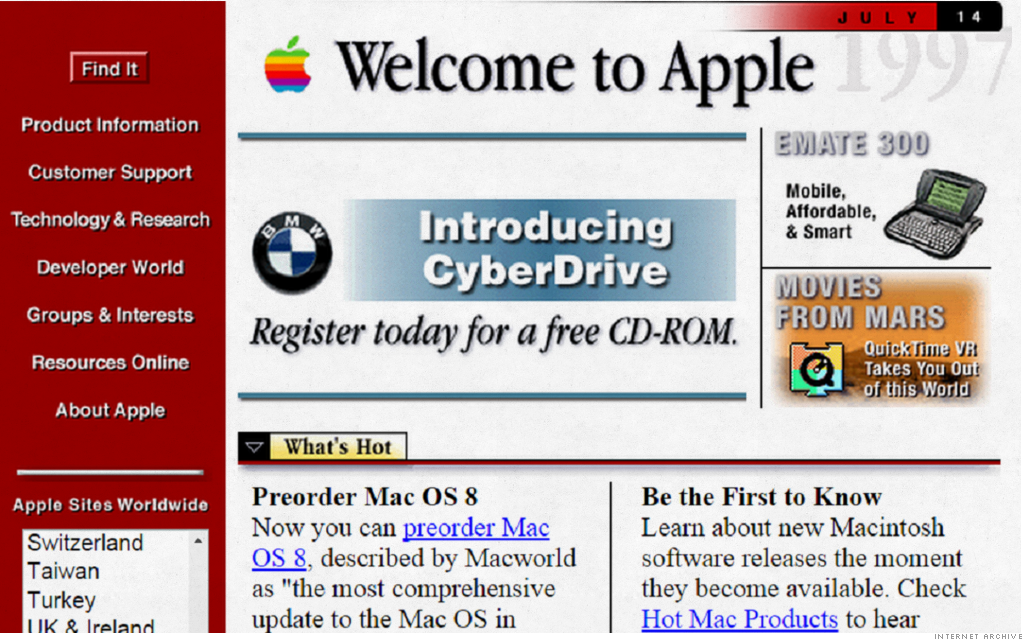 JULY 14
1997
Welcome to Apple
Find It
Product Information
Customer Support
Technology & Research
Developer World
Groups & Interests
Resources Online
About Apple
Apple Sites Worldwide
Switzerland
Taiwan
Turkey
UK & Ireland
BMW
Introducing
CyberDrive
Register today for a free CD-ROM.
EMATE 300
Mobile,
Affordable,
& Smart
MOVIES
FROM MARS
QuickTime VR
Takes You Out
of this World
What's Hot
Preorder Mac OS 8
Now you can preorder Mac
OS 8, described by Macworld
as "the most comprehensive
update to the Mac OS in
Be the First to Know
Learn about new Macintosh
software releases the moment
they become available. Check
Hot Mac Products to hear
INTERNET ARCHIVE